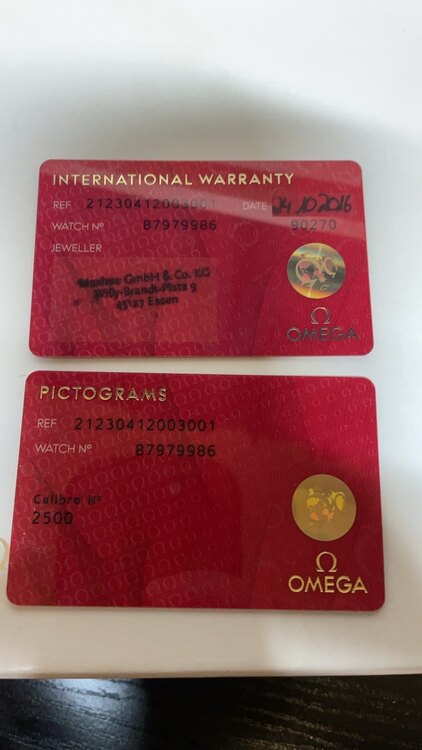 INTERNATIONAL WARRANTY
REF 21230412003001 DATE 24.10.2016
WATCH Nº 87979986 90270
JEWELLER
GmbH & Co. KG
Willy-Brandt-Platz 9
45127 Essen
Ω
OMEGA
PICTOGRAMS
REF 21230412003001
WATCH Nº 87979986
Calibre Nº
2500
Ω
OMEGA